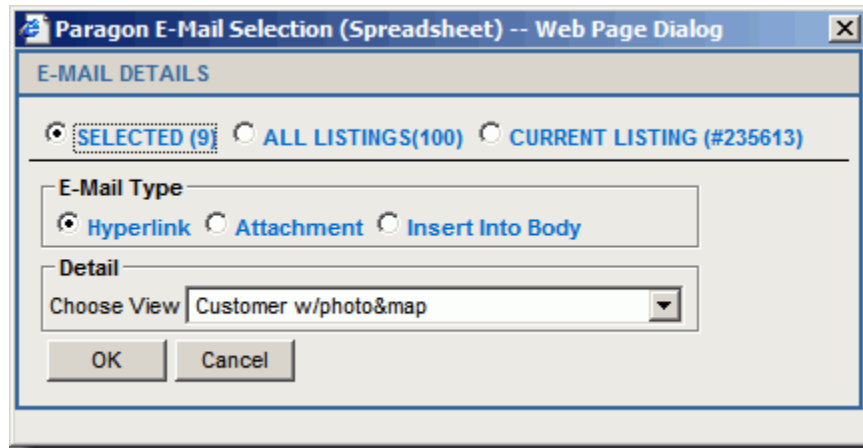 Paragon E-Mail Selection (Spreadsheet) -- Web Page Dialog
E-MAIL DETAILS
SELECTED (9) ALL LISTINGS(100) CURRENT LISTING (#235613)
E-Mail Type
Hyperlink Attachment Insert Into Body
Detail
Choose View Customer w/photo&map
OK Cancel